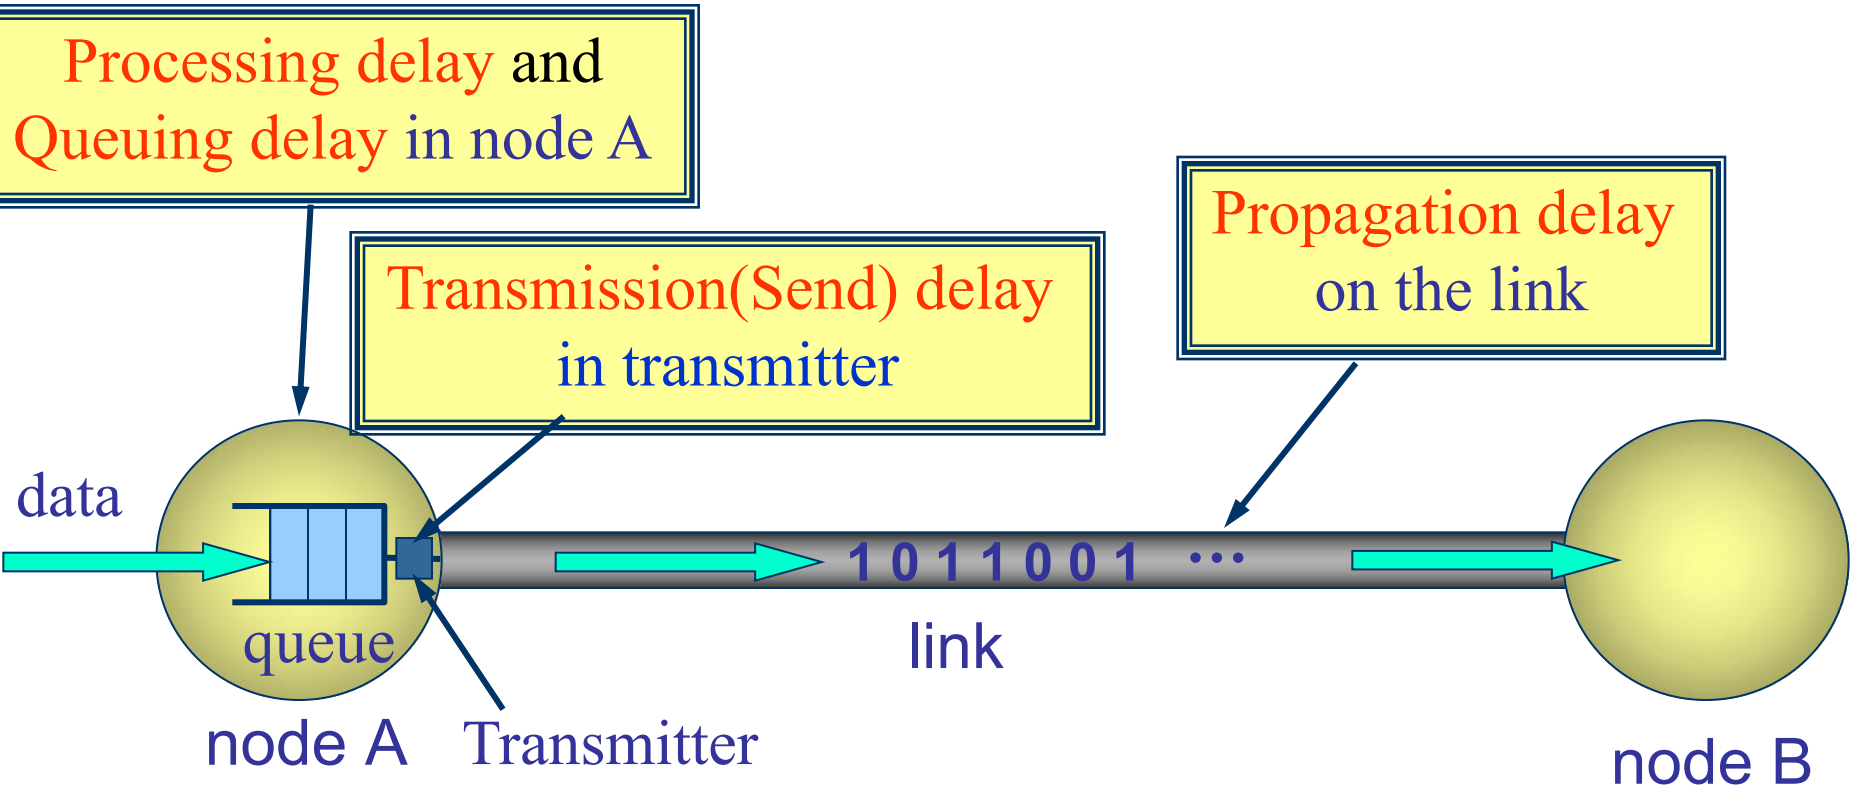 Processing delay and
Queuing delay in node A
Transmission(Send) delay
in transmitter
Propagation delay
on the link
data
1 0 1 1 0 0 1 ...
queue
link
node A
Transmitter
node B